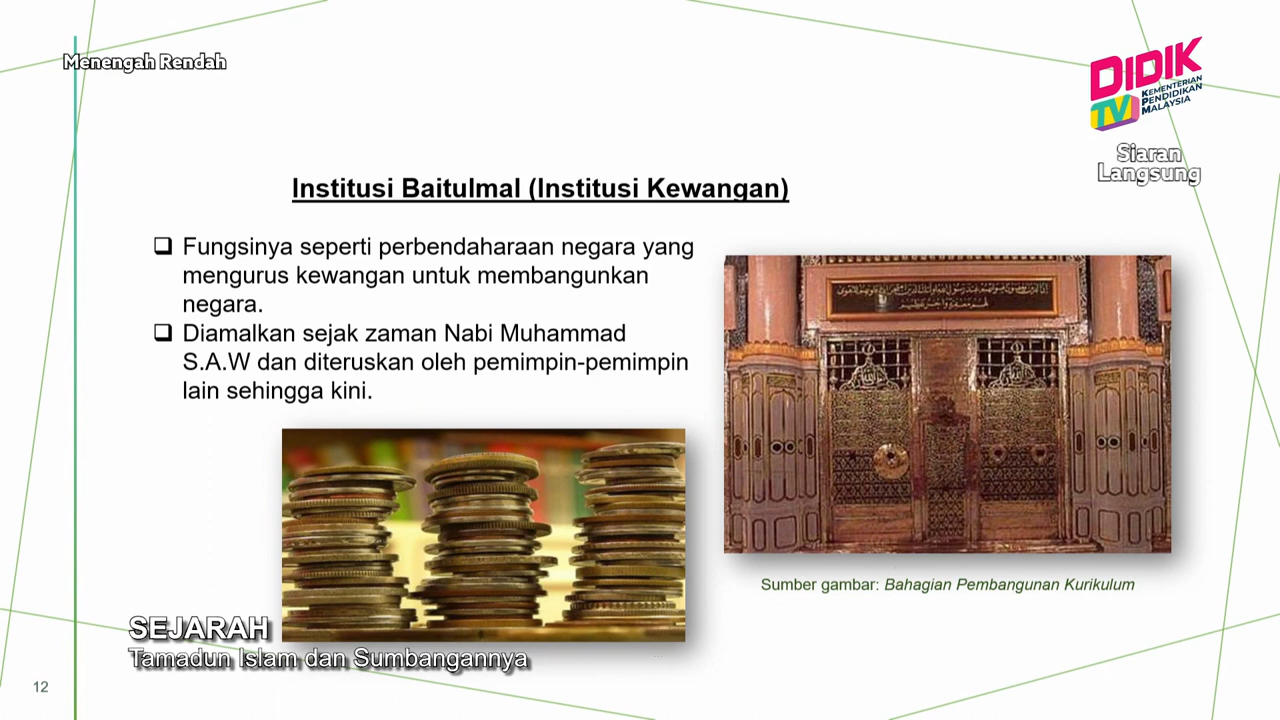 Menengah Rendah
DIDIK
TV
KEMENTERIAN
PENDIDIKAN
MALAYSIA
Siaran
Langsung
Institusi Baitulmal (Institusi Kewangan)
Fungsinya seperti perbendaharaan negara yang
mengurus kewangan untuk membangunkan
negara.
Diamalkan sejak zaman Nabi Muhammad
S.A.W dan diteruskan oleh pemimpin-pemimpin
lain sehingga kini.
Sumber gambar: Bahagian Pembangunan Kurikulum
SEJARAH
Tamadun Islam dan Sumbangannya
12